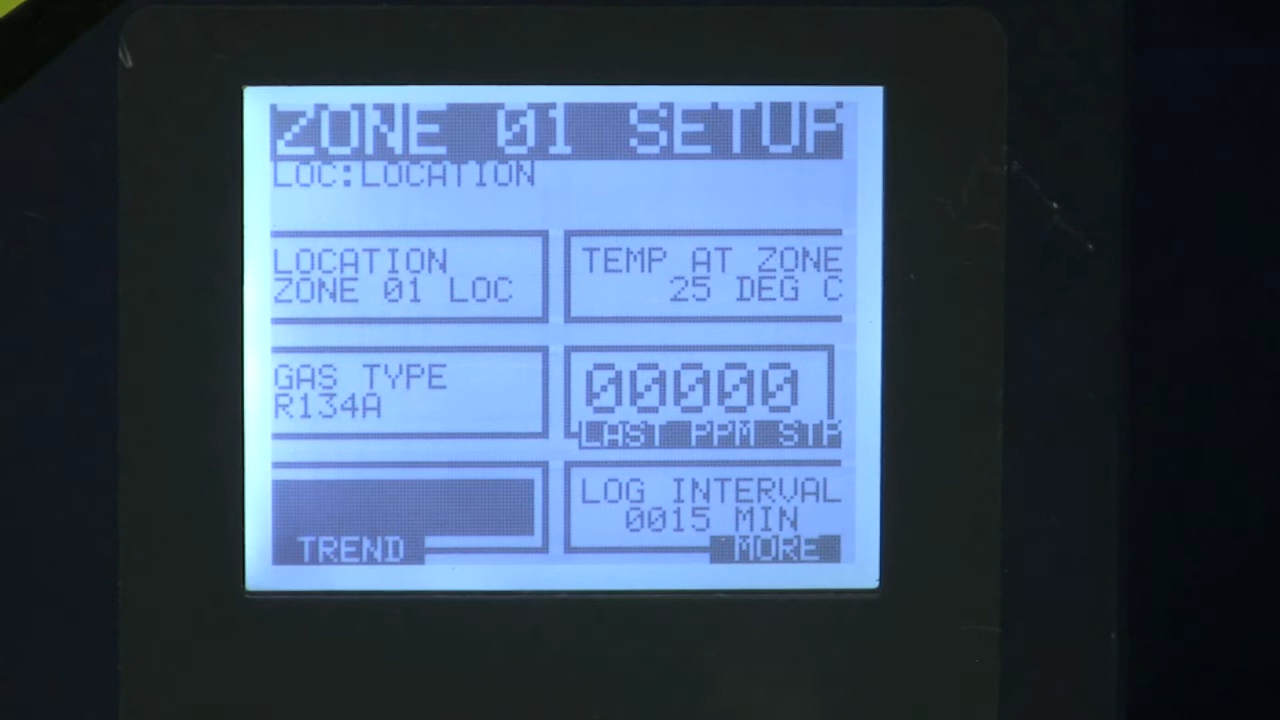 ZONE 01 SETUP
LOC:LOCATION
LOCATION
ZONE 01 LOC
TEMP AT ZONE
25 DEG C
GAS TYPE
R134A
00000
LAST PPM STP
LOG INTERVAL
0015 MIN
TREND
MORE